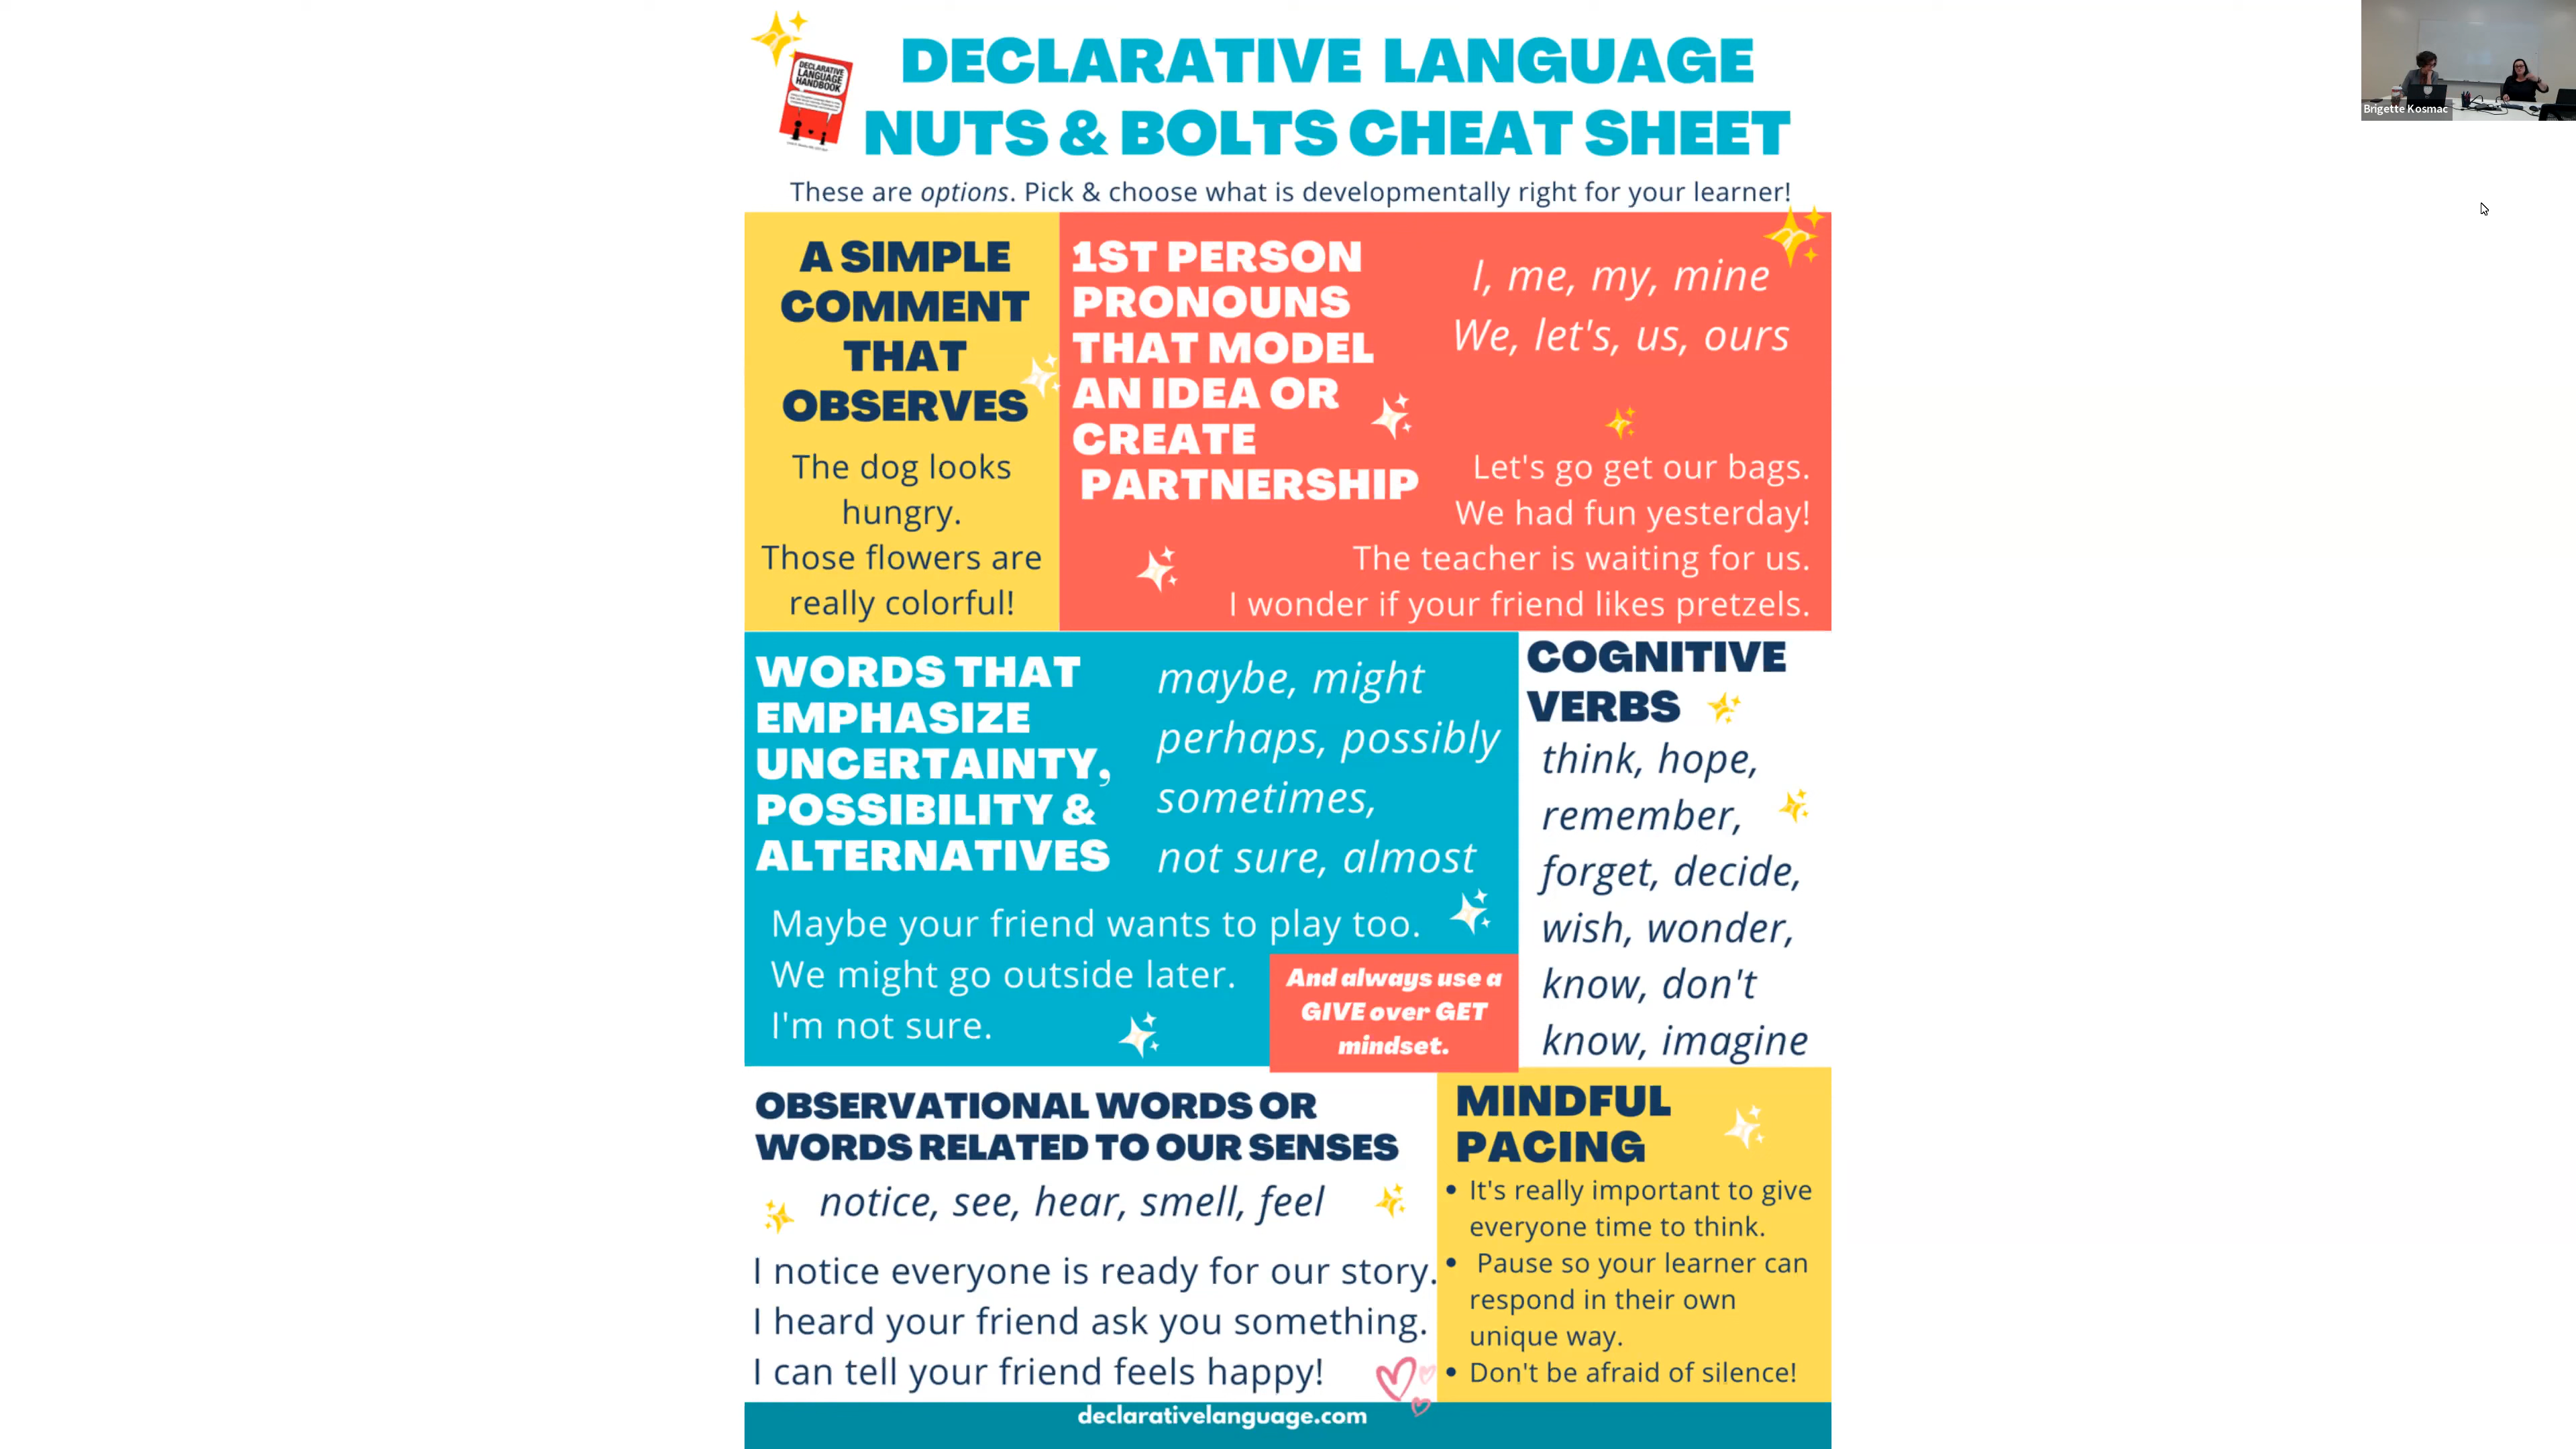 DECLARATIVE LANGUAGE
NUTS & BOLTS CHEAT SHEET
DECLARATIVE
LANGUAGE
HANDBOOK
These are options. Pick & choose what is developmentally right for your learner!
A SIMPLE
COMMENT
THAT
OBSERVES
The dog looks
hungry.
Those flowers are
really colorful!
1ST PERSON
PRONOUNS
THAT MODEL
AN IDEA OR
CREATE
PARTNERSHIP
I, me, my, mine
We, let's, us, ours
Let's go get our bags.
We had fun yesterday!
The teacher is waiting for us.
I wonder if your friend likes pretzels.
WORDS THAT
EMPHASIZE
UNCERTAINTY,
POSSIBILITY &
ALTERNATIVES
maybe, might
perhaps, possibly
sometimes,
not sure, almost
Maybe your friend wants to play too.
We might go outside later.
I'm not sure.
And always use a
GIVE over GET
mindset.
COGNITIVE
VERBS
think, hope,
remember,
forget, decide,
wish, wonder,
know, don't
know, imagine
OBSERVATIONAL WORDS OR
WORDS RELATED TO OUR SENSES
notice, see, hear, smell, feel
I notice everyone is ready for our story.
I heard your friend ask you something.
I can tell your friend feels happy!
MINDFUL
PACING
• It's really important to give
everyone time to think.
• Pause so your learner can
respond in their own
unique way.
• Don't be afraid of silence!
declarativelanguage.com
Brigette Kosmac